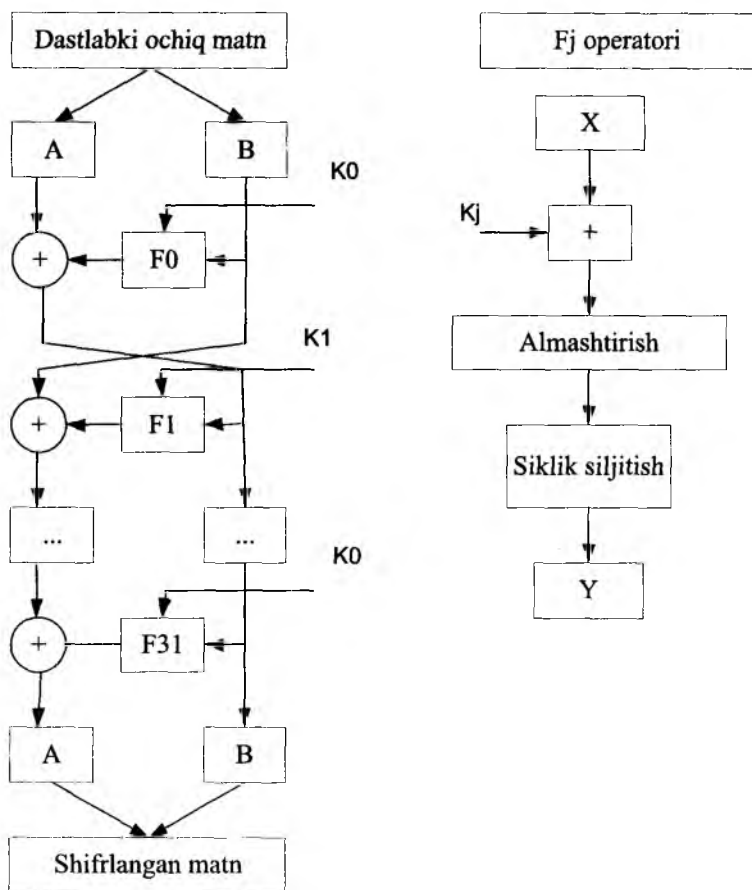 Dastlabki ochiq matn
A
B
K0
+
F0
K1
+
F1
...
...
K0
+
F31
A
B
Shifrlangan matn
Fj operatori
X
Kj
+
Almashtirish
Siklik siljitish
Y